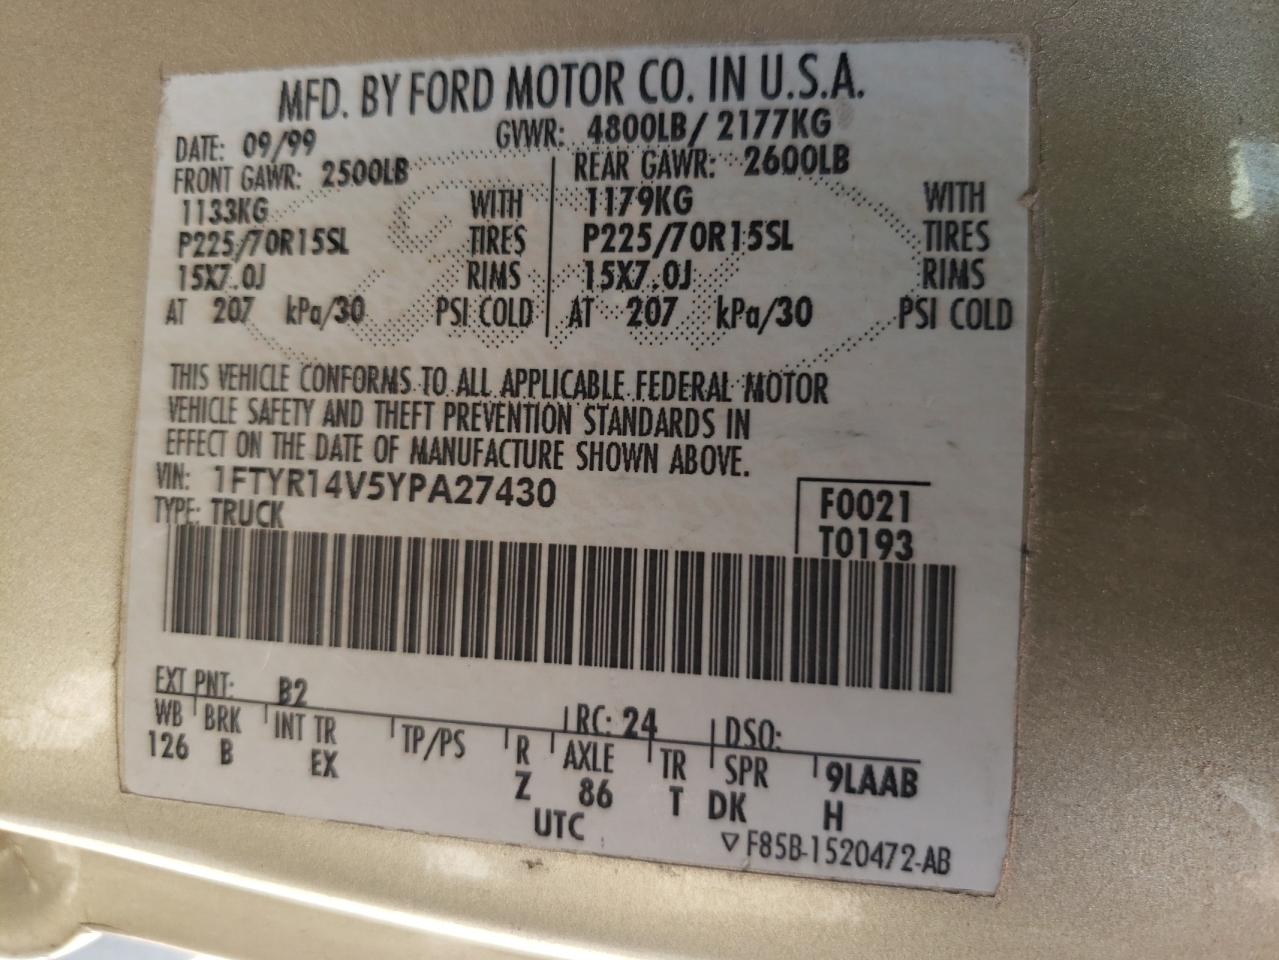 MFD. BY FORD MOTOR CO. IN U.S.A.
DATE: 09/99 GVWR: 4800LB/ 2177KG
FRONT GAWR: 2500LB REAR GAWR: 2600LB
1133KG WITH 1179KG WITH
P225/70R15SL TIRES P225/70R15SL TIRES
15X7.0J RIMS 15X7.0J RIMS
AT 207 kPa/30 PSI COLD AT 207 kPa/30 PSI COLD
THIS VEHICLE CONFORMS TO ALL APPLICABLE FEDERAL MOTOR
VEHICLE SAFETY AND THEFT PREVENTION STANDARDS IN
EFFECT ON THE DATE OF MANUFACTURE SHOWN ABOVE.
VIN: 1FTYR14V5YPA27430 F0021
TYPE: TRUCK T0193
EXT PNT: B2 RC: 24 DSO:
WB BRK INT TR TP/PS R AXLE TR SPR 9LAAB
126 B EX Z 86 T DK H
UTC ▽ F85B-1520472-AB